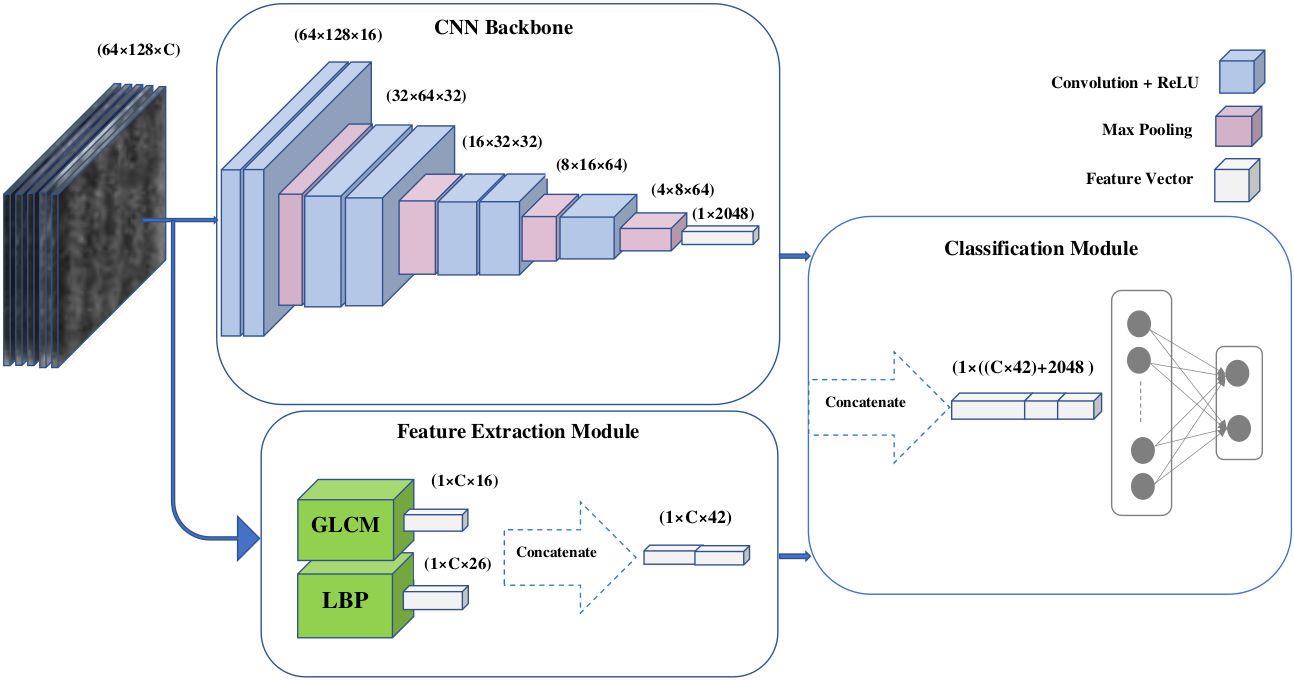 CNN Backbone
(64×128×C)
(64×128×16)
(32×64×32)
(16×32×32)
(8×16×64)
(4×8×64)
(1×2048)
Convolution + ReLU
Max Pooling
Feature Vector
Classification Module
Concatenate
(1×((C×42)+2048 )
Feature Extraction Module
GLCM
(1×C×16)
LBP
(1×C×26)
Concatenate
(1×C×42)